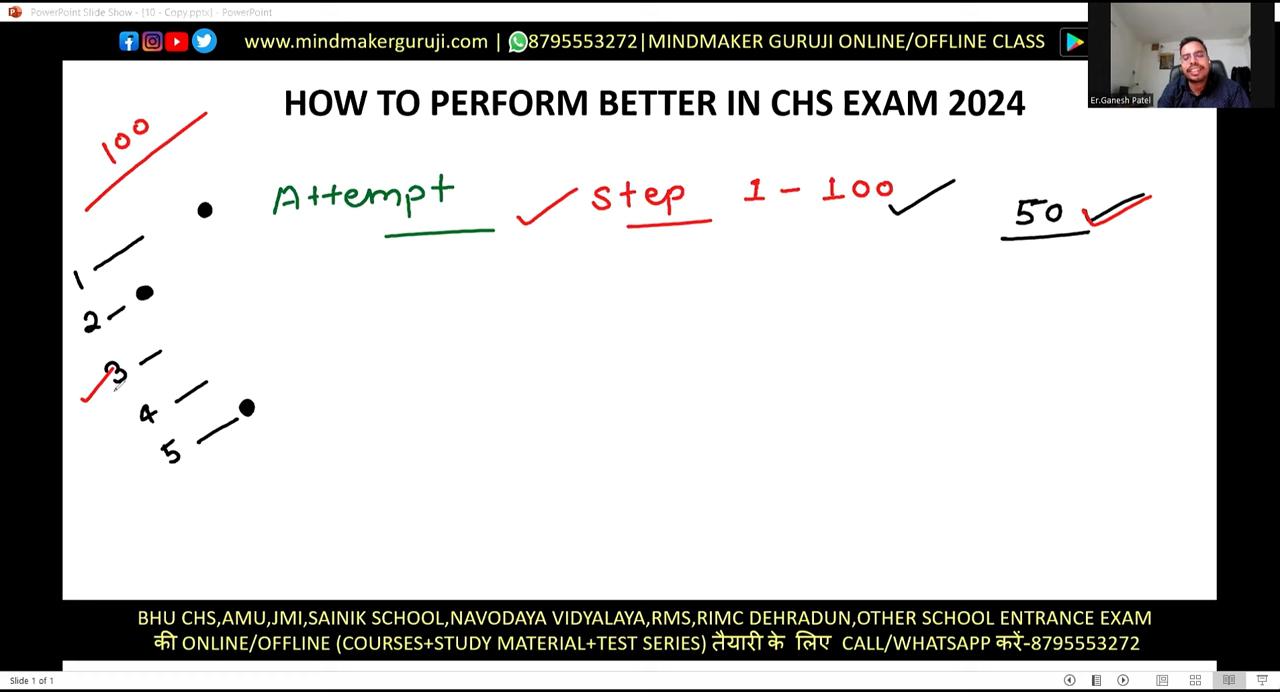 PowerPoint Slide Show - [10 - Copy.pptx] - PowerPoint
www.mindmakerguruji.com | 8795553272|MINDMAKER GURUJI ONLINE/OFFLINE CLASS
Er.Ganesh Patel
HOW TO PERFORM BETTER IN CHS EXAM 2024
100
Attempt Step 1 - 100 50
1
2
3
4
5
BHU CHS,AMU,JMI,SAINIK SCHOOL,NAVODAYA VIDYALAYA,RMS,RIMC DEHRADUN,OTHER SCHOOL ENTRANCE EXAM
की ONLINE/OFFLINE (COURSES+STUDY MATERIAL+TEST SERIES) तैयारी के लिए CALL/WHATSAPP करें-8795553272
Slide 1 of 1